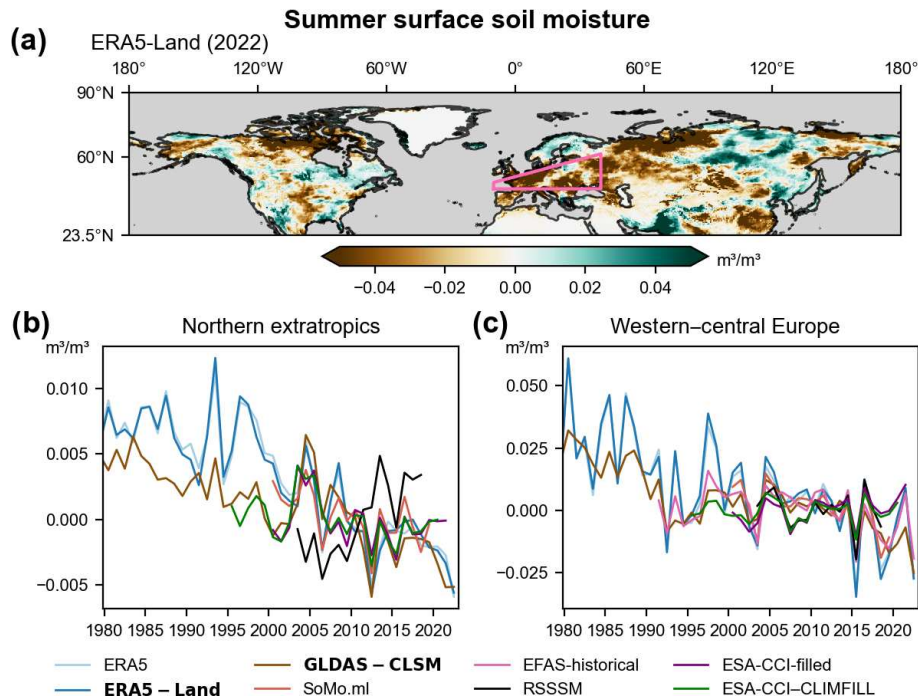 Summer surface soil moisture
(a)
ERA5-Land (2022)
180° 120°W 60°W 0° 60°E 120°E 180°
90°N
60°N
23.5°N
−0.04 −0.02 0.00 0.02 0.04 m³/m³
(b) Northern extratropics
m³/m³
0.010
0.005
0.000
−0.005
1980 1985 1990 1995 2000 2005 2010 2015 2020
(c) Western–central Europe
m³/m³
0.050
0.025
0.000
−0.025
1980 1985 1990 1995 2000 2005 2010 2015 2020
ERA5 GLDAS − CLSM EFAS-historical ESA-CCI-filled
ERA5 − Land SoMo.ml RSSSM ESA-CCI–CLIMFILL